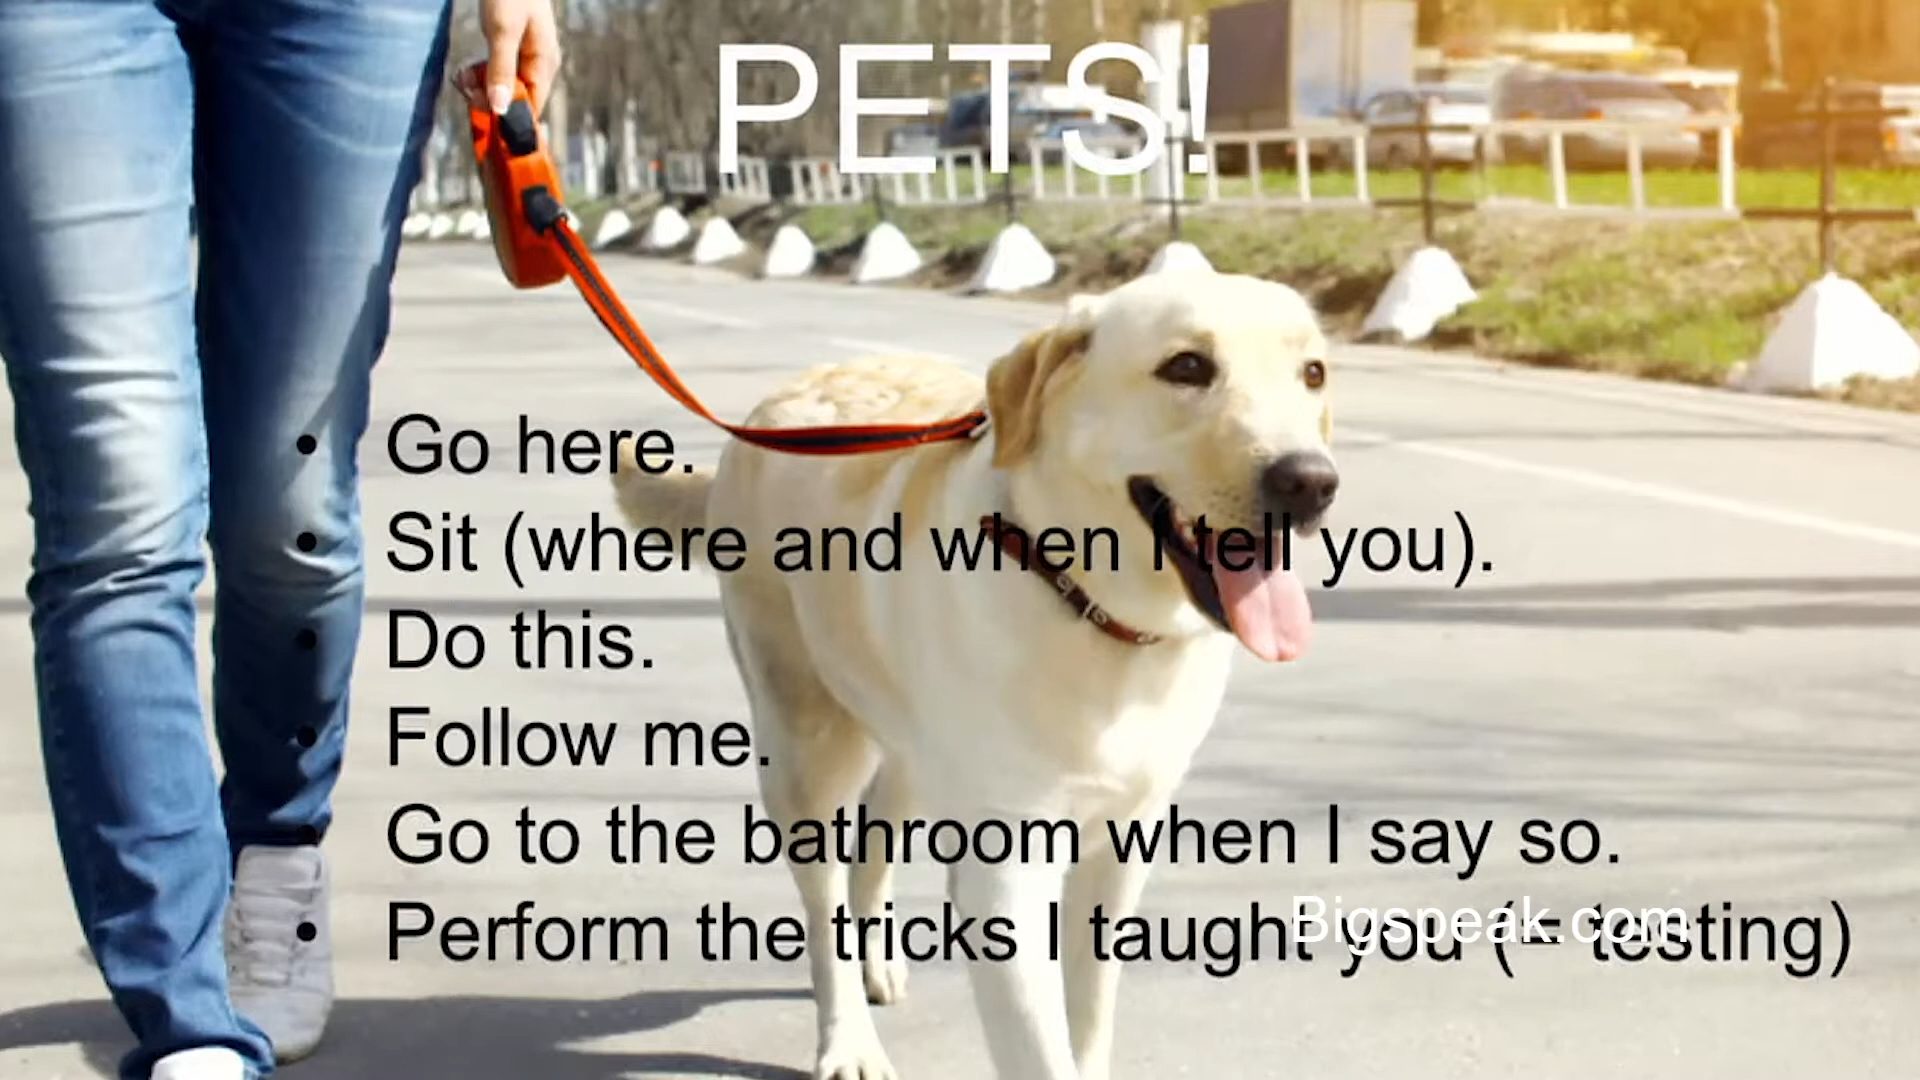 PETS!
Go here.
Sit (where and when I tell you).
Do this.
Follow me.
Go to the bathroom when I say so.
Perform the tricks I taught you (= testing)
Bigspeak.com